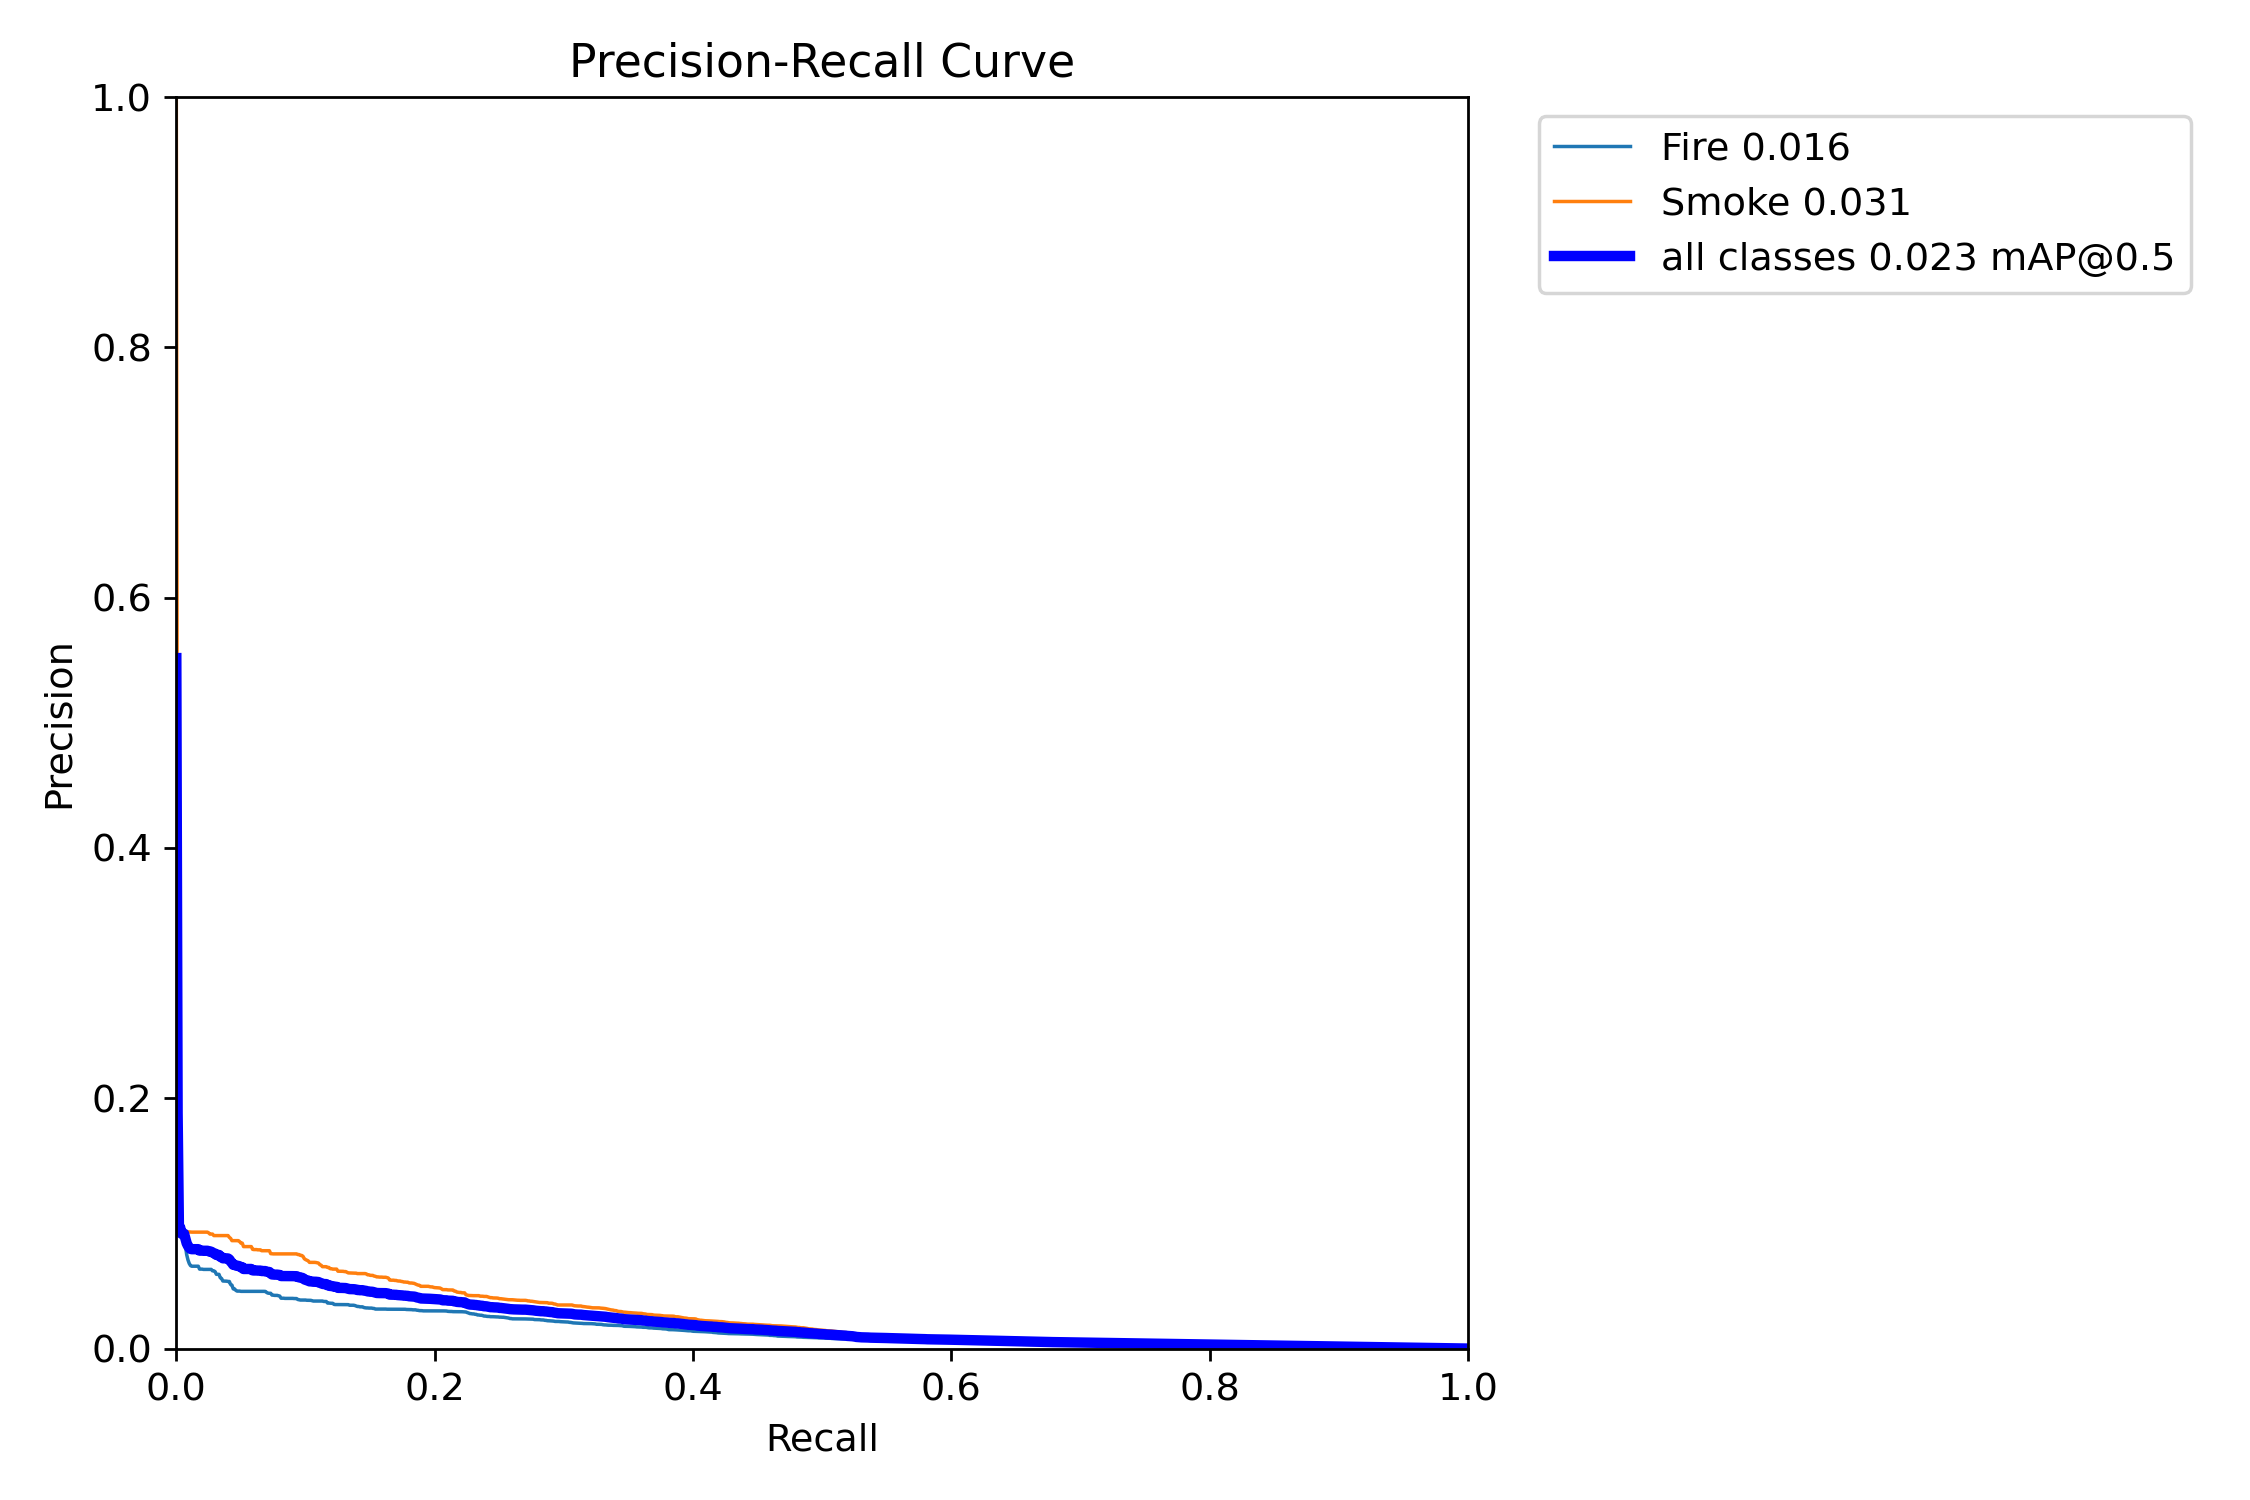 Precision-Recall Curve
1.0
0.8
0.6
0.4
0.2
0.0
Precision
0.0 0.2 0.4 0.6 0.8 1.0
Recall
Fire 0.016
Smoke 0.031
all classes 0.023 mAP@0.5